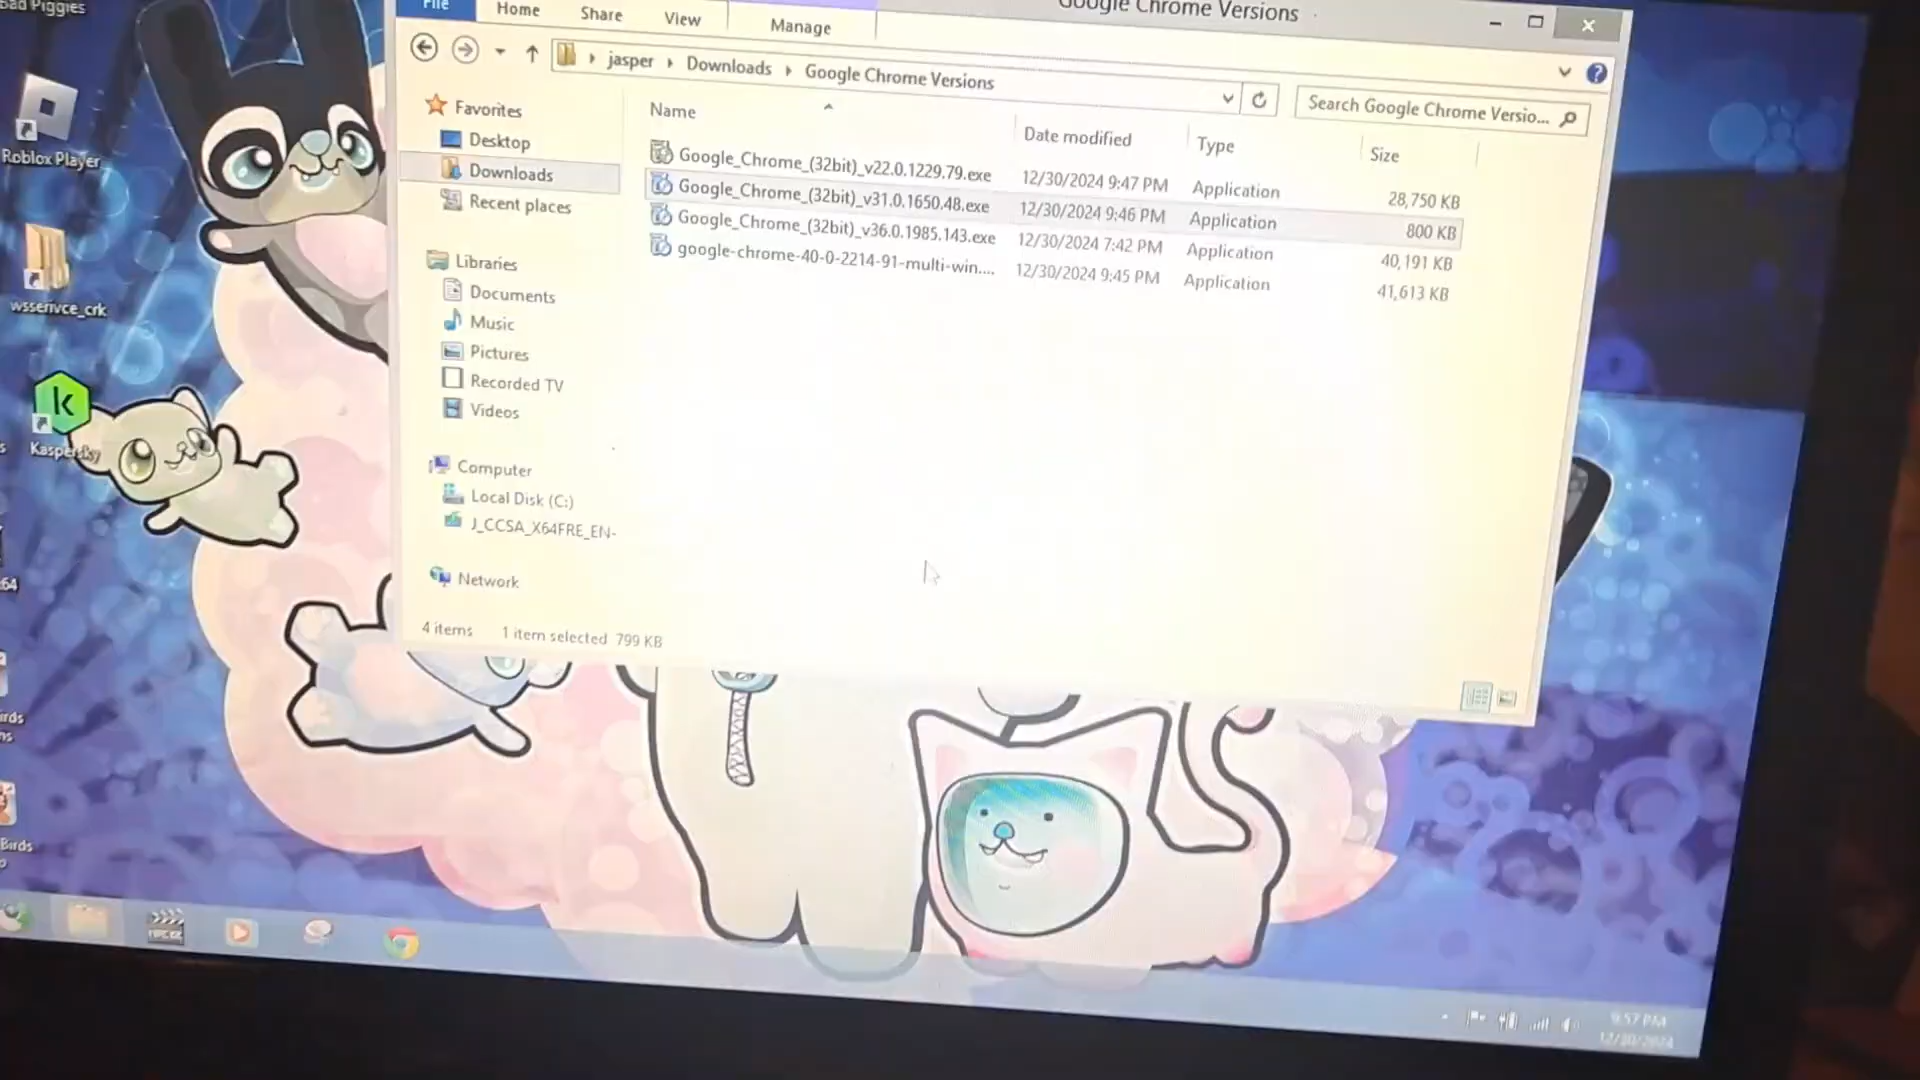 Bad Piggies
File
Home
Share
View
Manage
Google Chrome Versions
jasper
Downloads
Google Chrome Versions
Search Google Chrome Versio...
Roblox Player
wsserivce_crk
Kaspersky
Favorites
Desktop
Downloads
Recent places
Libraries
Documents
Music
Pictures
Recorded TV
Videos
Computer
Local Disk (C:)
J_CCSA_X64FRE_EN-
Network
Name
Date modified
Type
Size
Google_Chrome_(32bit)_v22.0.1229.79.exe 12/30/2024 9:47 PM Application 28,750 KB
Google_Chrome_(32bit)_v31.0.1650.48.exe 12/30/2024 9:46 PM Application 800 KB
Google_Chrome_(32bit)_v36.0.1985.143.exe 12/30/2024 7:42 PM Application 40,191 KB
google-chrome-40-0-2214-91-multi-win.... 12/30/2024 9:45 PM Application 41,613 KB
4 items
1 item selected 799 KB
64
Birds
9:57 PM
12/30/2024